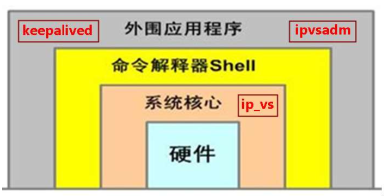 外围应用程序
keepalived
ipvsadm
命令解释器Shell
系统核心
ip_vs
硬件